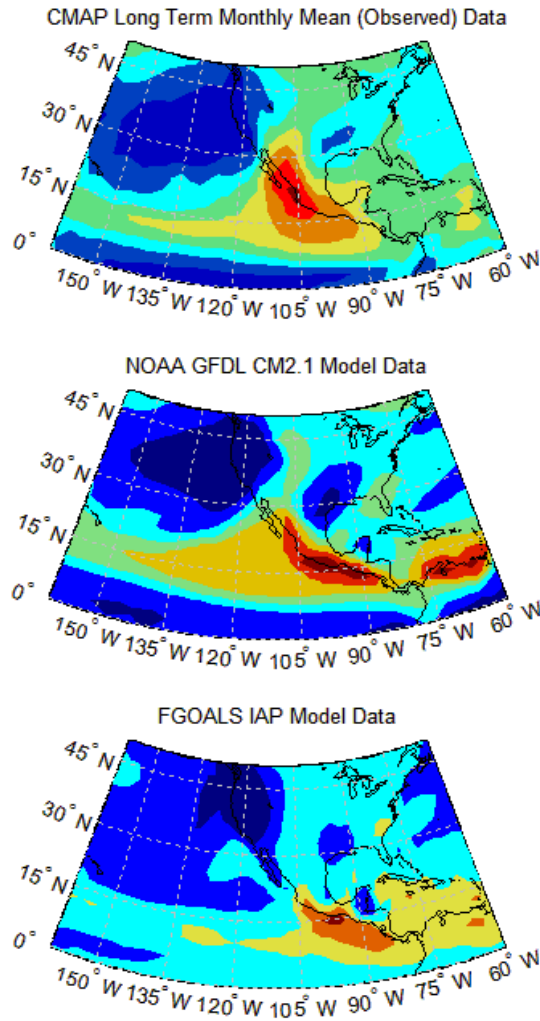 CMAP Long Term Monthly Mean (Observed) Data
45° N
30° N
15° N
0°
150° W 135° W 120° W 105° W 90° W 75° W 60° W
NOAA GFDL CM2.1 Model Data
45° N
30° N
15° N
0°
150° W 135° W 120° W 105° W 90° W 75° W 60° W
FGOALS IAP Model Data
45° N
30° N
15° N
0°
150° W 135° W 120° W 105° W 90° W 75° W 60° W